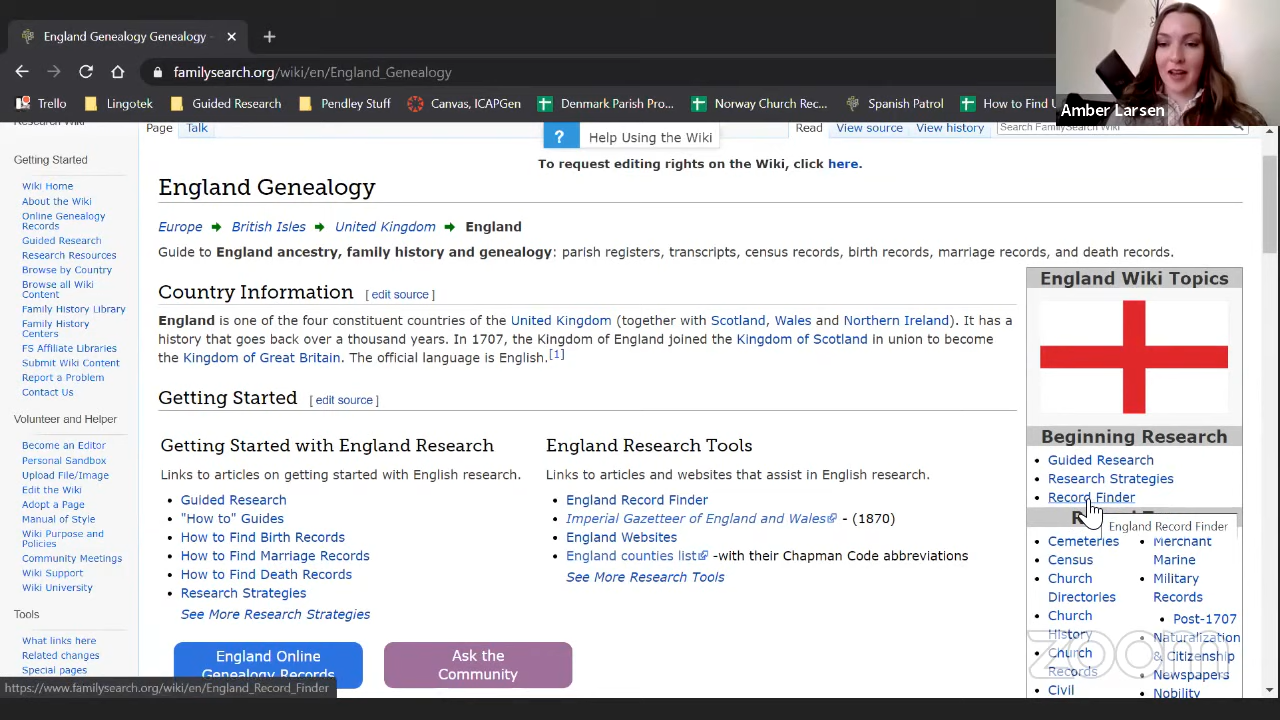 England Genealogy Genealogy -
familysearch.org/wiki/en/England_Genealogy
Trello
Lingotek
Guided Research
Pendley Stuff
Canvas, ICAPGen
Denmark Parish Pro...
Norway Church Rec...
Spanish Patrol
How to Find U
Amber Larsen
Research Wiki
Page
Talk
? Help Using the Wiki
Read
View source
View history
Search FamilySearch Wiki
To request editing rights on the Wiki, click here.
Getting Started
Wiki Home
About the Wiki
Online Genealogy
Records
Guided Research
Research Resources
Browse by Country
Browse all Wiki
Content
Family History Library
Family History
Centers
FS Affiliate Libraries
Submit Wiki Content
Report a Problem
Contact Us
Volunteer and Helper
Become an Editor
Personal Sandbox
Upload File/Image
Edit the Wiki
Adopt a Page
Manual of Style
Wiki Purpose and
Policies
Community Meetings
Wiki Support
Wiki University
Tools
What links here
Related changes
Special pages
England Genealogy
Europe British Isles United Kingdom England
Guide to England ancestry, family history and genealogy: parish registers, transcripts, census records, birth records, marriage records, and death records.
Country Information [ edit source ]
England is one of the four constituent countries of the United Kingdom (together with Scotland, Wales and Northern Ireland). It has a
history that goes back over a thousand years. In 1707, the Kingdom of England joined the Kingdom of Scotland in union to become
the Kingdom of Great Britain. The official language is English.[1]
Getting Started [ edit source ]
Getting Started with England Research
Links to articles on getting started with English research.
Guided Research
"How to" Guides
How to Find Birth Records
How to Find Marriage Records
How to Find Death Records
Research Strategies
See More Research Strategies
England Research Tools
Links to articles and websites that assist in English research.
England Record Finder
Imperial Gazetteer of England and Wales - (1870)
England Websites
England counties list -with their Chapman Code abbreviations
See More Research Tools
England Online
Genealogy Records
Ask the
Community
England Wiki Topics
Beginning Research
Guided Research
Research Strategies
Record Finder
England Record Finder
Cemeteries
Census
Church
Directories
Church
History
Church
Records
Civil
Merchant
Marine
Military
Records
Post-1707
Naturalization
& Citizenship
Newspapers
Nobility
zoom
https://www.familysearch.org/wiki/en/England_Record_Finder